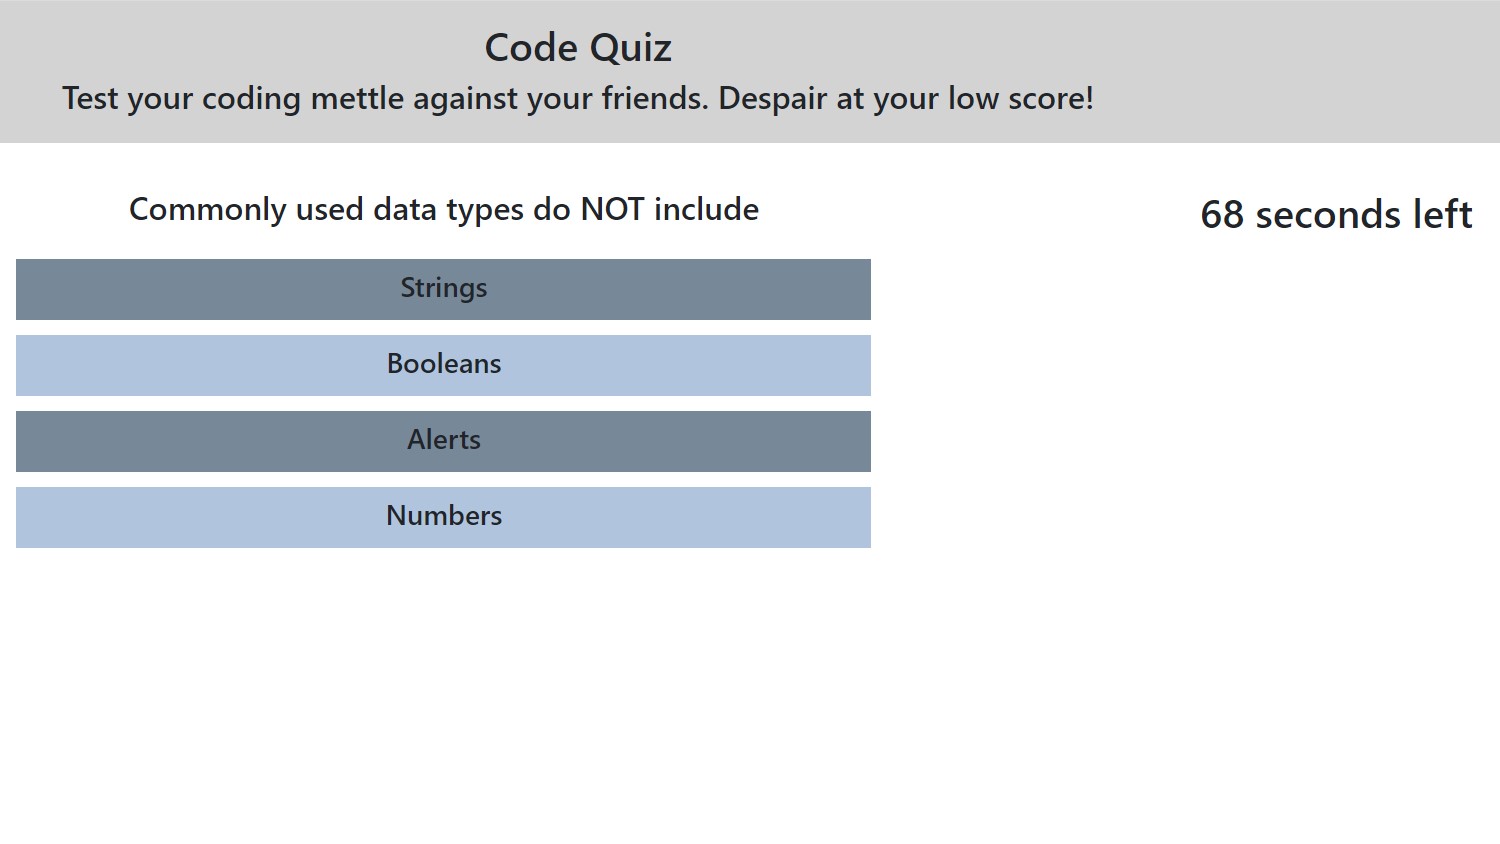 Code Quiz
Test your coding mettle against your friends. Despair at your low score!
Commonly used data types do NOT include
68 seconds left
Strings
Booleans
Alerts
Numbers